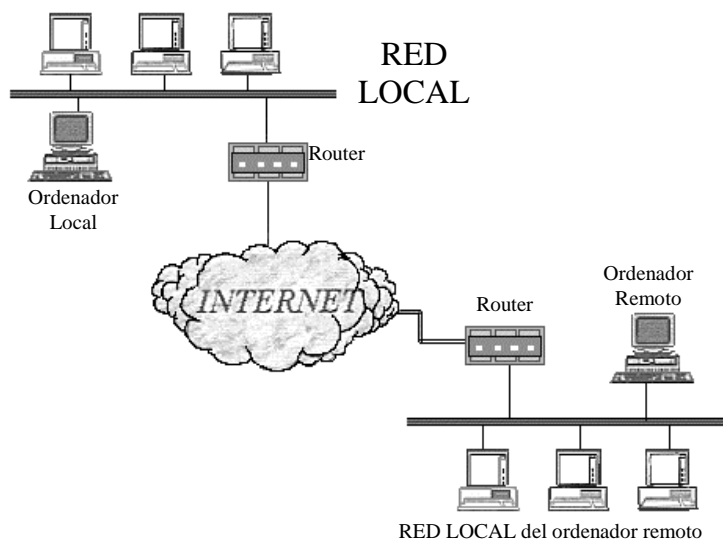 RED
LOCAL
Router
Ordenador
Local
INTERNET
Router
Ordenador
Remoto
RED LOCAL del ordenador remoto